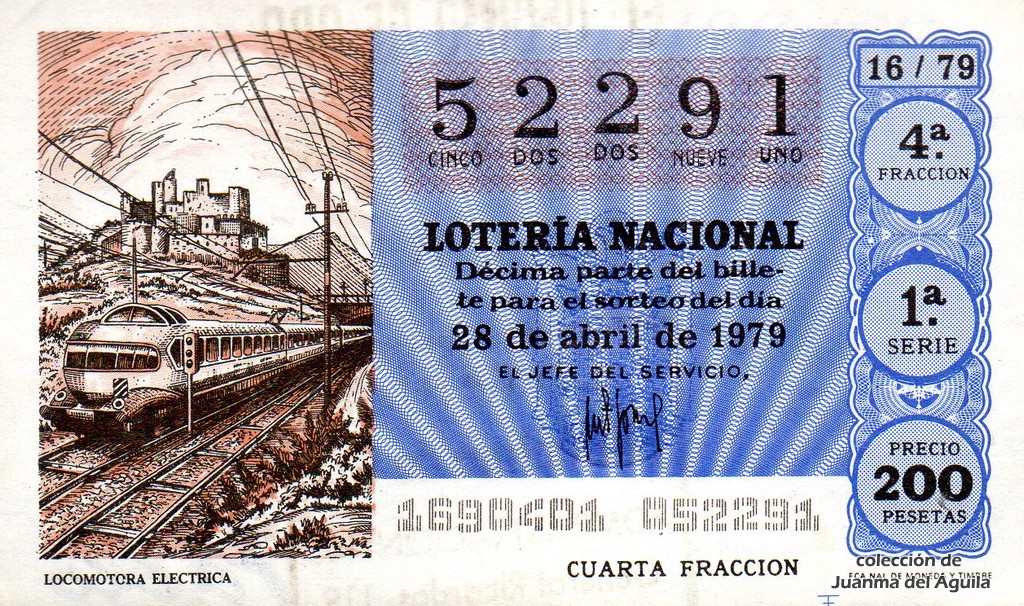 16 / 79
52291
CINCO DOS DOS NUEVE UNO
4ª.
FRACCION
LOTERÍA NACIONAL
Décima parte del bille-
te para el sorteo del día
28 de abril de 1979
EL JEFE DEL SERVICIO,
1ª.
SERIE
PRECIO
200
PESETAS
1690401 052291
CUARTA FRACCION
LOCOMOTORA ELECTRICA
colección de
Juanma del Aguila